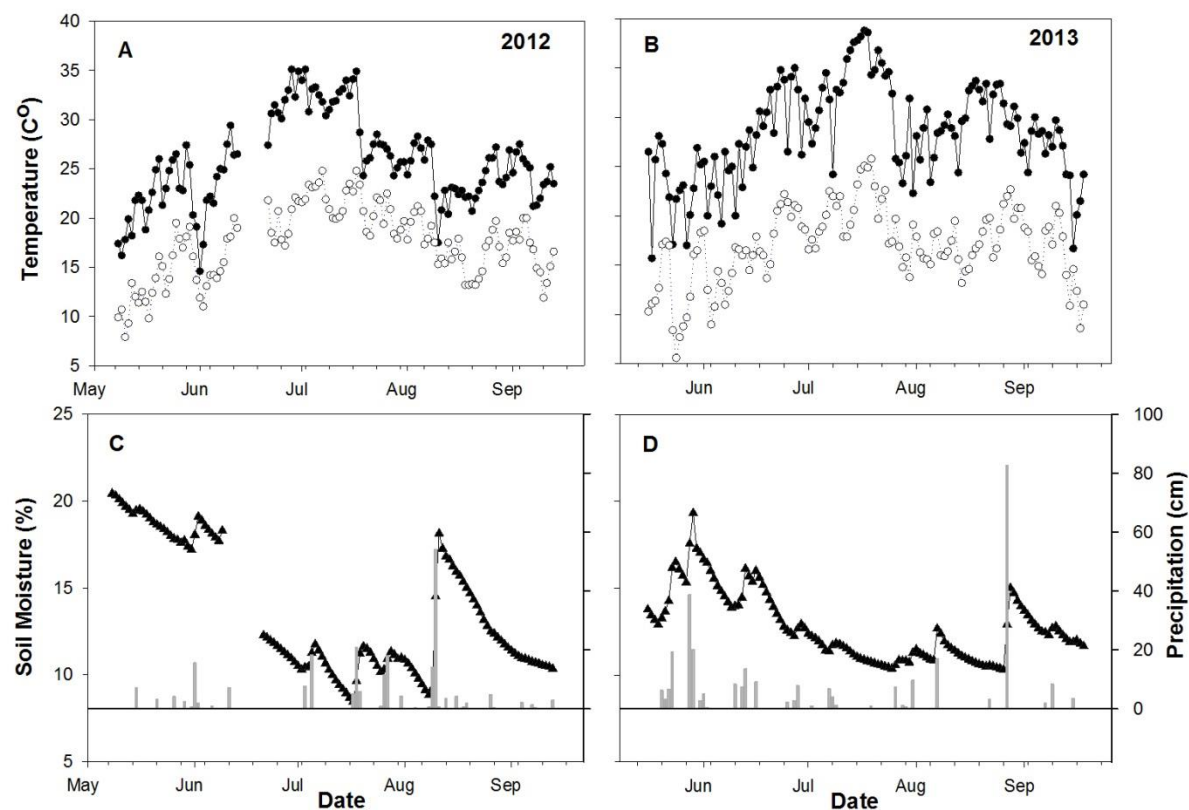 A 2012
B 2013
Temperature (C⁰)
40
35
30
25
20
15
10
5
May Jun Jul Aug Sep
Jun Jul Aug Sep
C
D
Soil Moisture (%)
25
20
15
10
5
Precipitation (cm)
100
80
60
40
20
0
May Jun Jul Aug Sep
Jun Jul Aug Sep
Date
Date